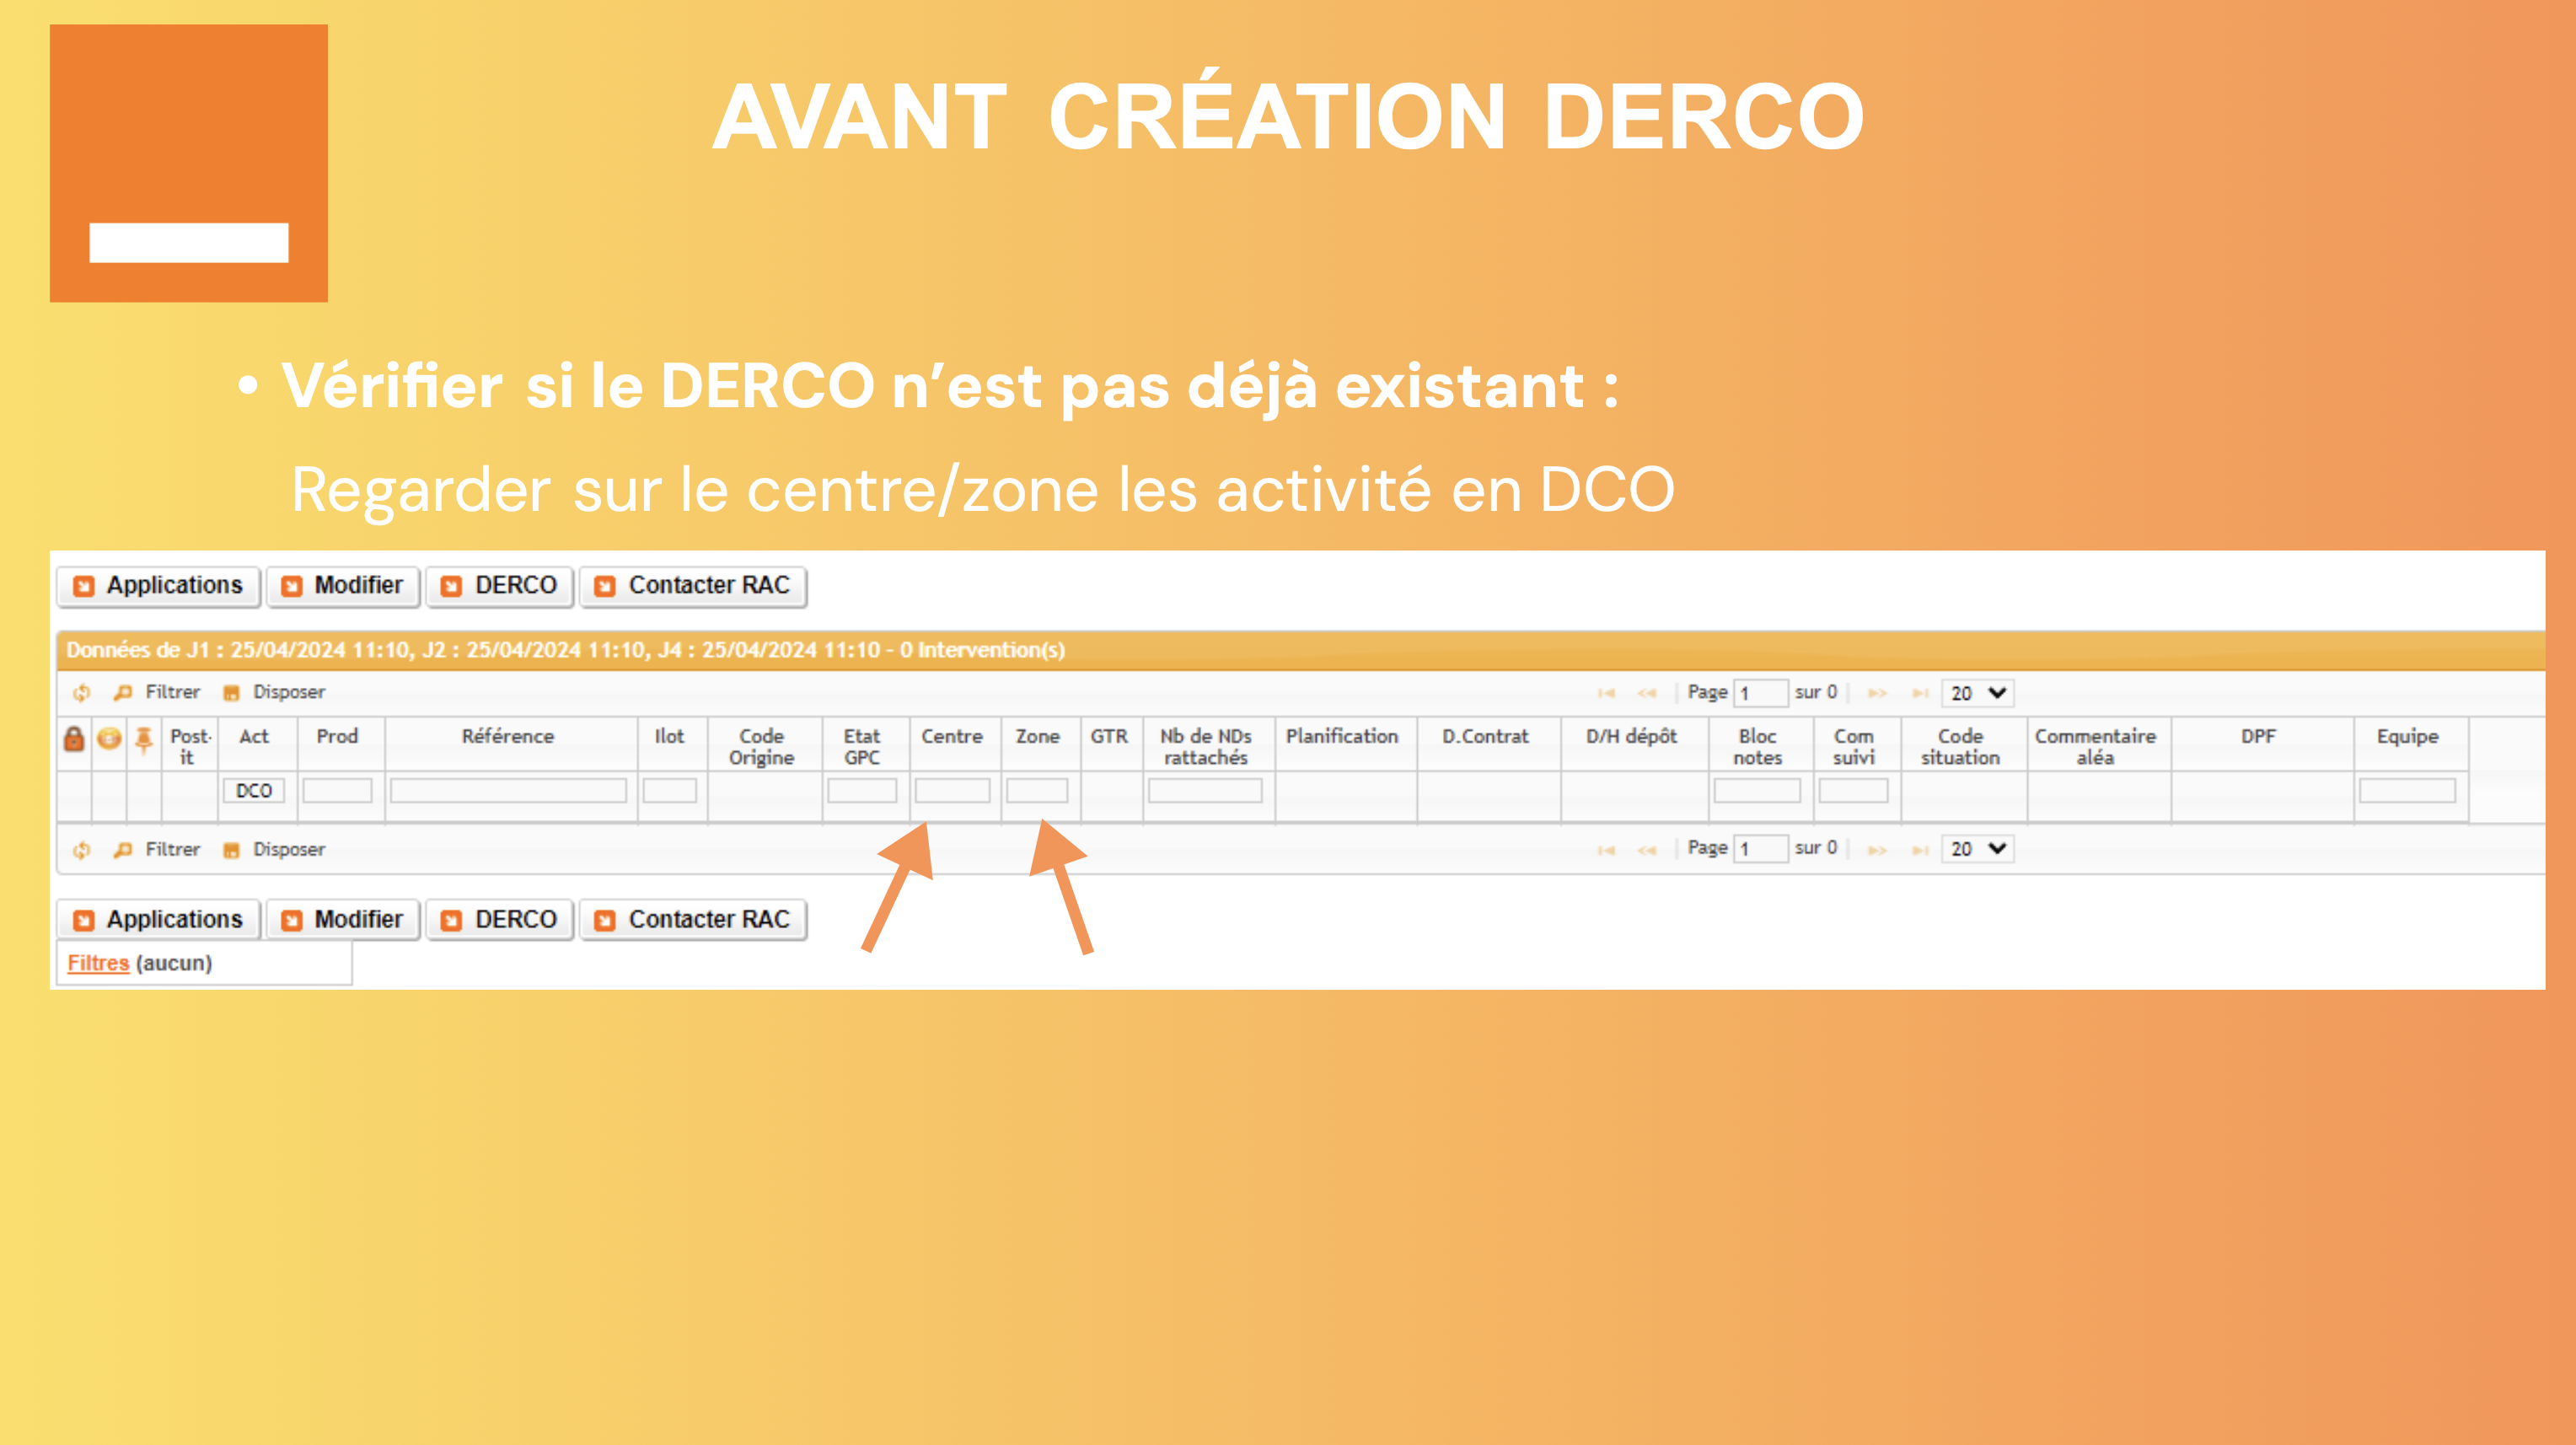 AVANT CRÉATION DERCO
• Vérifier si le DERCO n’est pas déjà existant :
Regarder sur le centre/zone les activité en DCO
Applications Modifier DERCO Contacter RAC
Données de J1 : 25/04/2024 11:10, J2 : 25/04/2024 11:10, J4 : 25/04/2024 11:10 - 0 Intervention(s)
Filtrer Disposer Page 1 sur 0 20
Post-it Act Prod Référence Ilot Code Origine Etat GPC Centre Zone GTR Nb de NDs rattachés Planification D.Contrat D/H dépôt Bloc notes Com suivi Code situation Commentaire aléa DPF Equipe
DCO
Filtrer Disposer Page 1 sur 0 20
Applications Modifier DERCO Contacter RAC
Filtres (aucun)